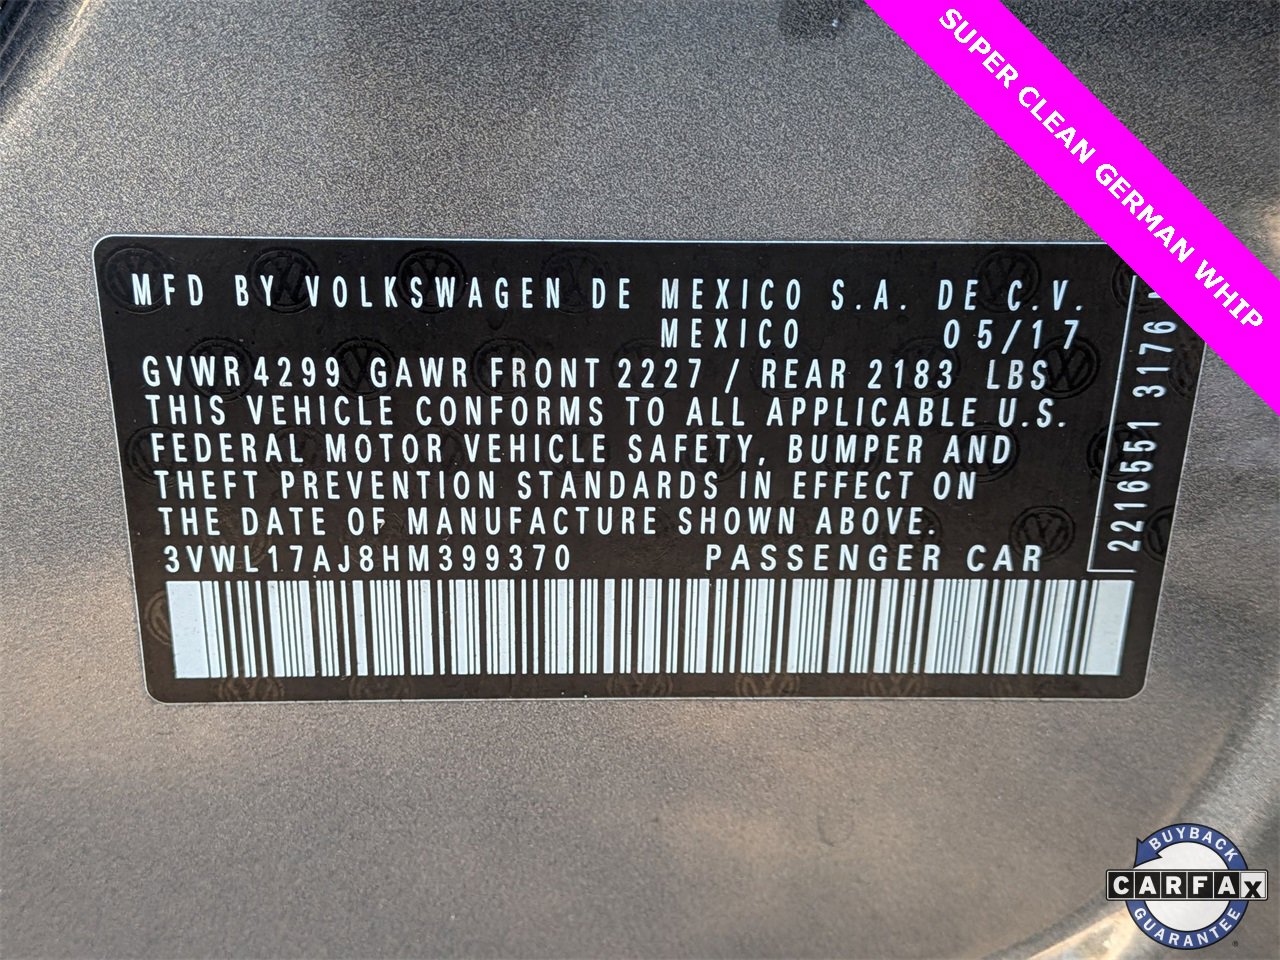 SUPER CLEAN GERMAN WHIP
MFD BY VOLKSWAGEN DE MEXICO S.A. DE C.V.
MEXICO 05/17
GVWR 4299 GAWR FRONT 2227 / REAR 2183 LBS
THIS VEHICLE CONFORMS TO ALL APPLICABLE U.S.
FEDERAL MOTOR VEHICLE SAFETY, BUMPER AND
THEFT PREVENTION STANDARDS IN EFFECT ON
THE DATE OF MANUFACTURE SHOWN ABOVE.
3VWL17AJ8HM399370 PASSENGER CAR
2216551 3176
BUYBACK
CARFAX
GUARANTEE